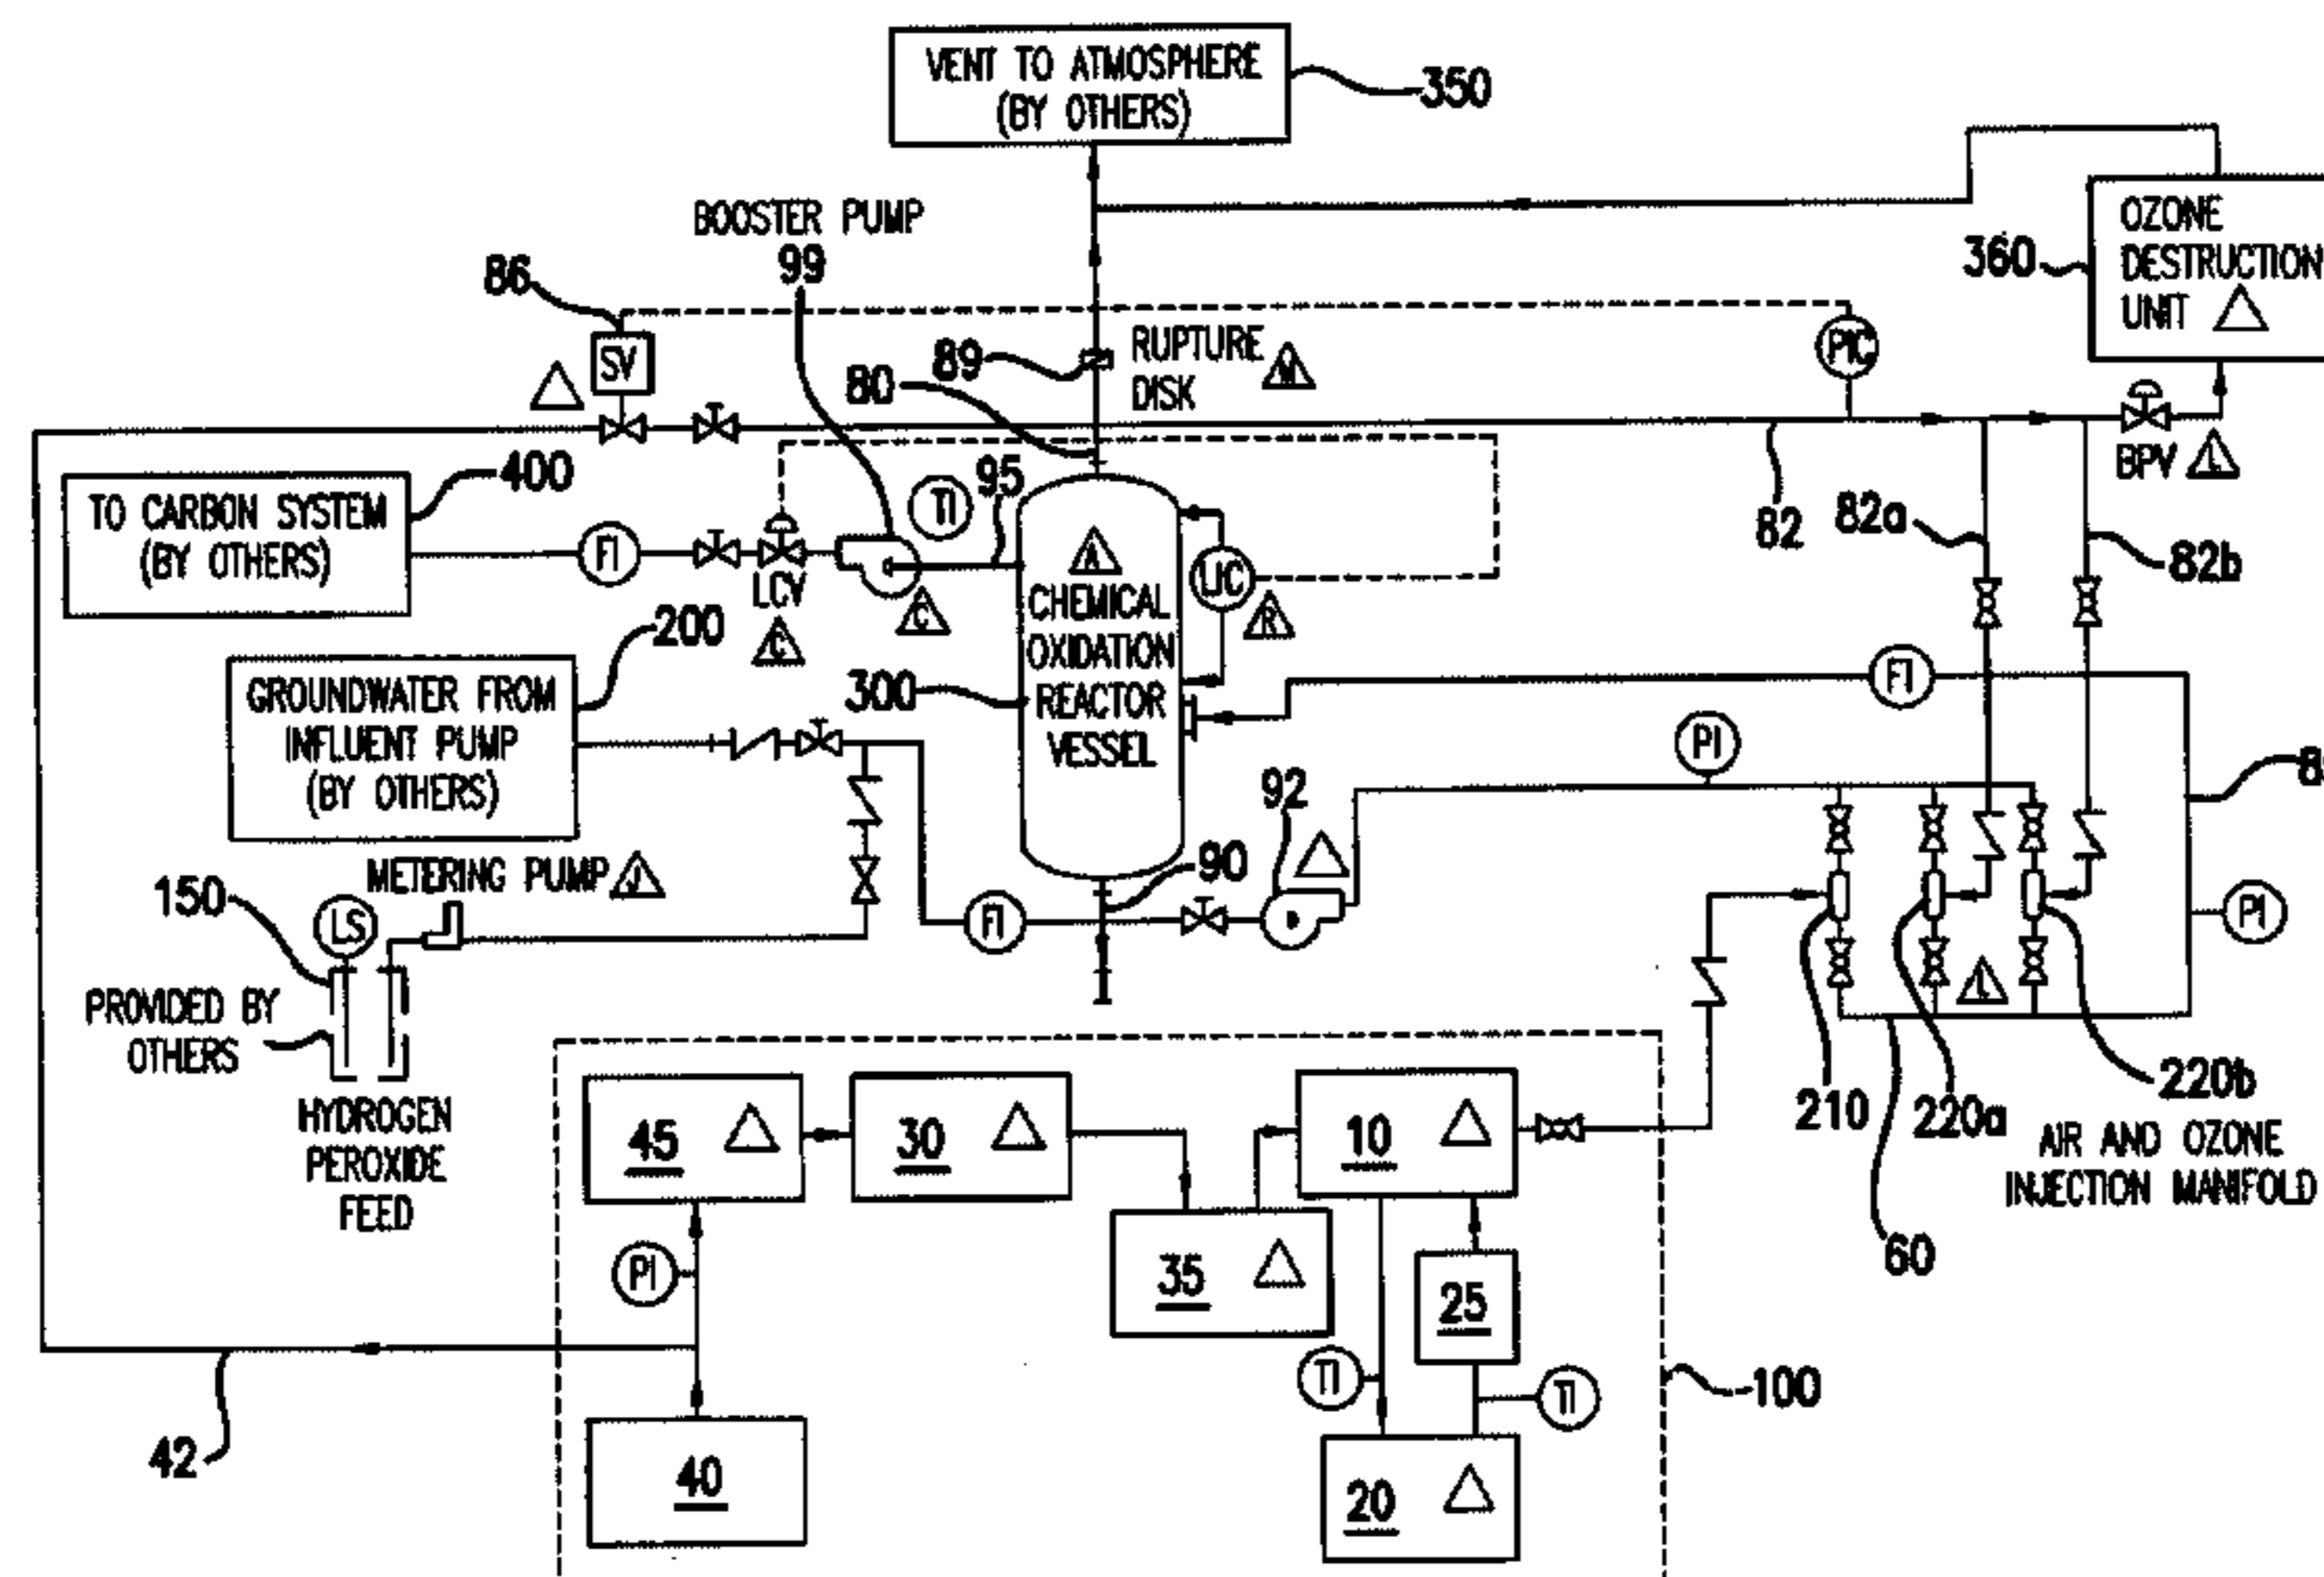 VENT TO ATMOSPHERE
(BY OTHERS)
350
BOOSTER PUMP
99
86
SV
89
RUPTURE
DISK
M
80
PIC
360
OZONE
DESTRUCTION
UNIT
BPV
L
400
TO CARBON SYSTEM
(BY OTHERS)
FI
LCV
C
TI
95
C
A
CHEMICAL
OXIDATION
REACTOR
VESSEL
300
R
82
82a
82b
200
GROUNDWATER FROM
INFLUENT PUMP
(BY OTHERS)
FI
PI
92
90
METERING PUMP
J
150
LS
PROVIDED BY
OTHERS
HYDROGEN
PEROXIDE
FEED
FI
PI
L
210
220a
220b
AIR AND OZONE
INJECTION MANIFOLD
60
45
30
10
35
25
PI
TI
TI
100
42
40
20